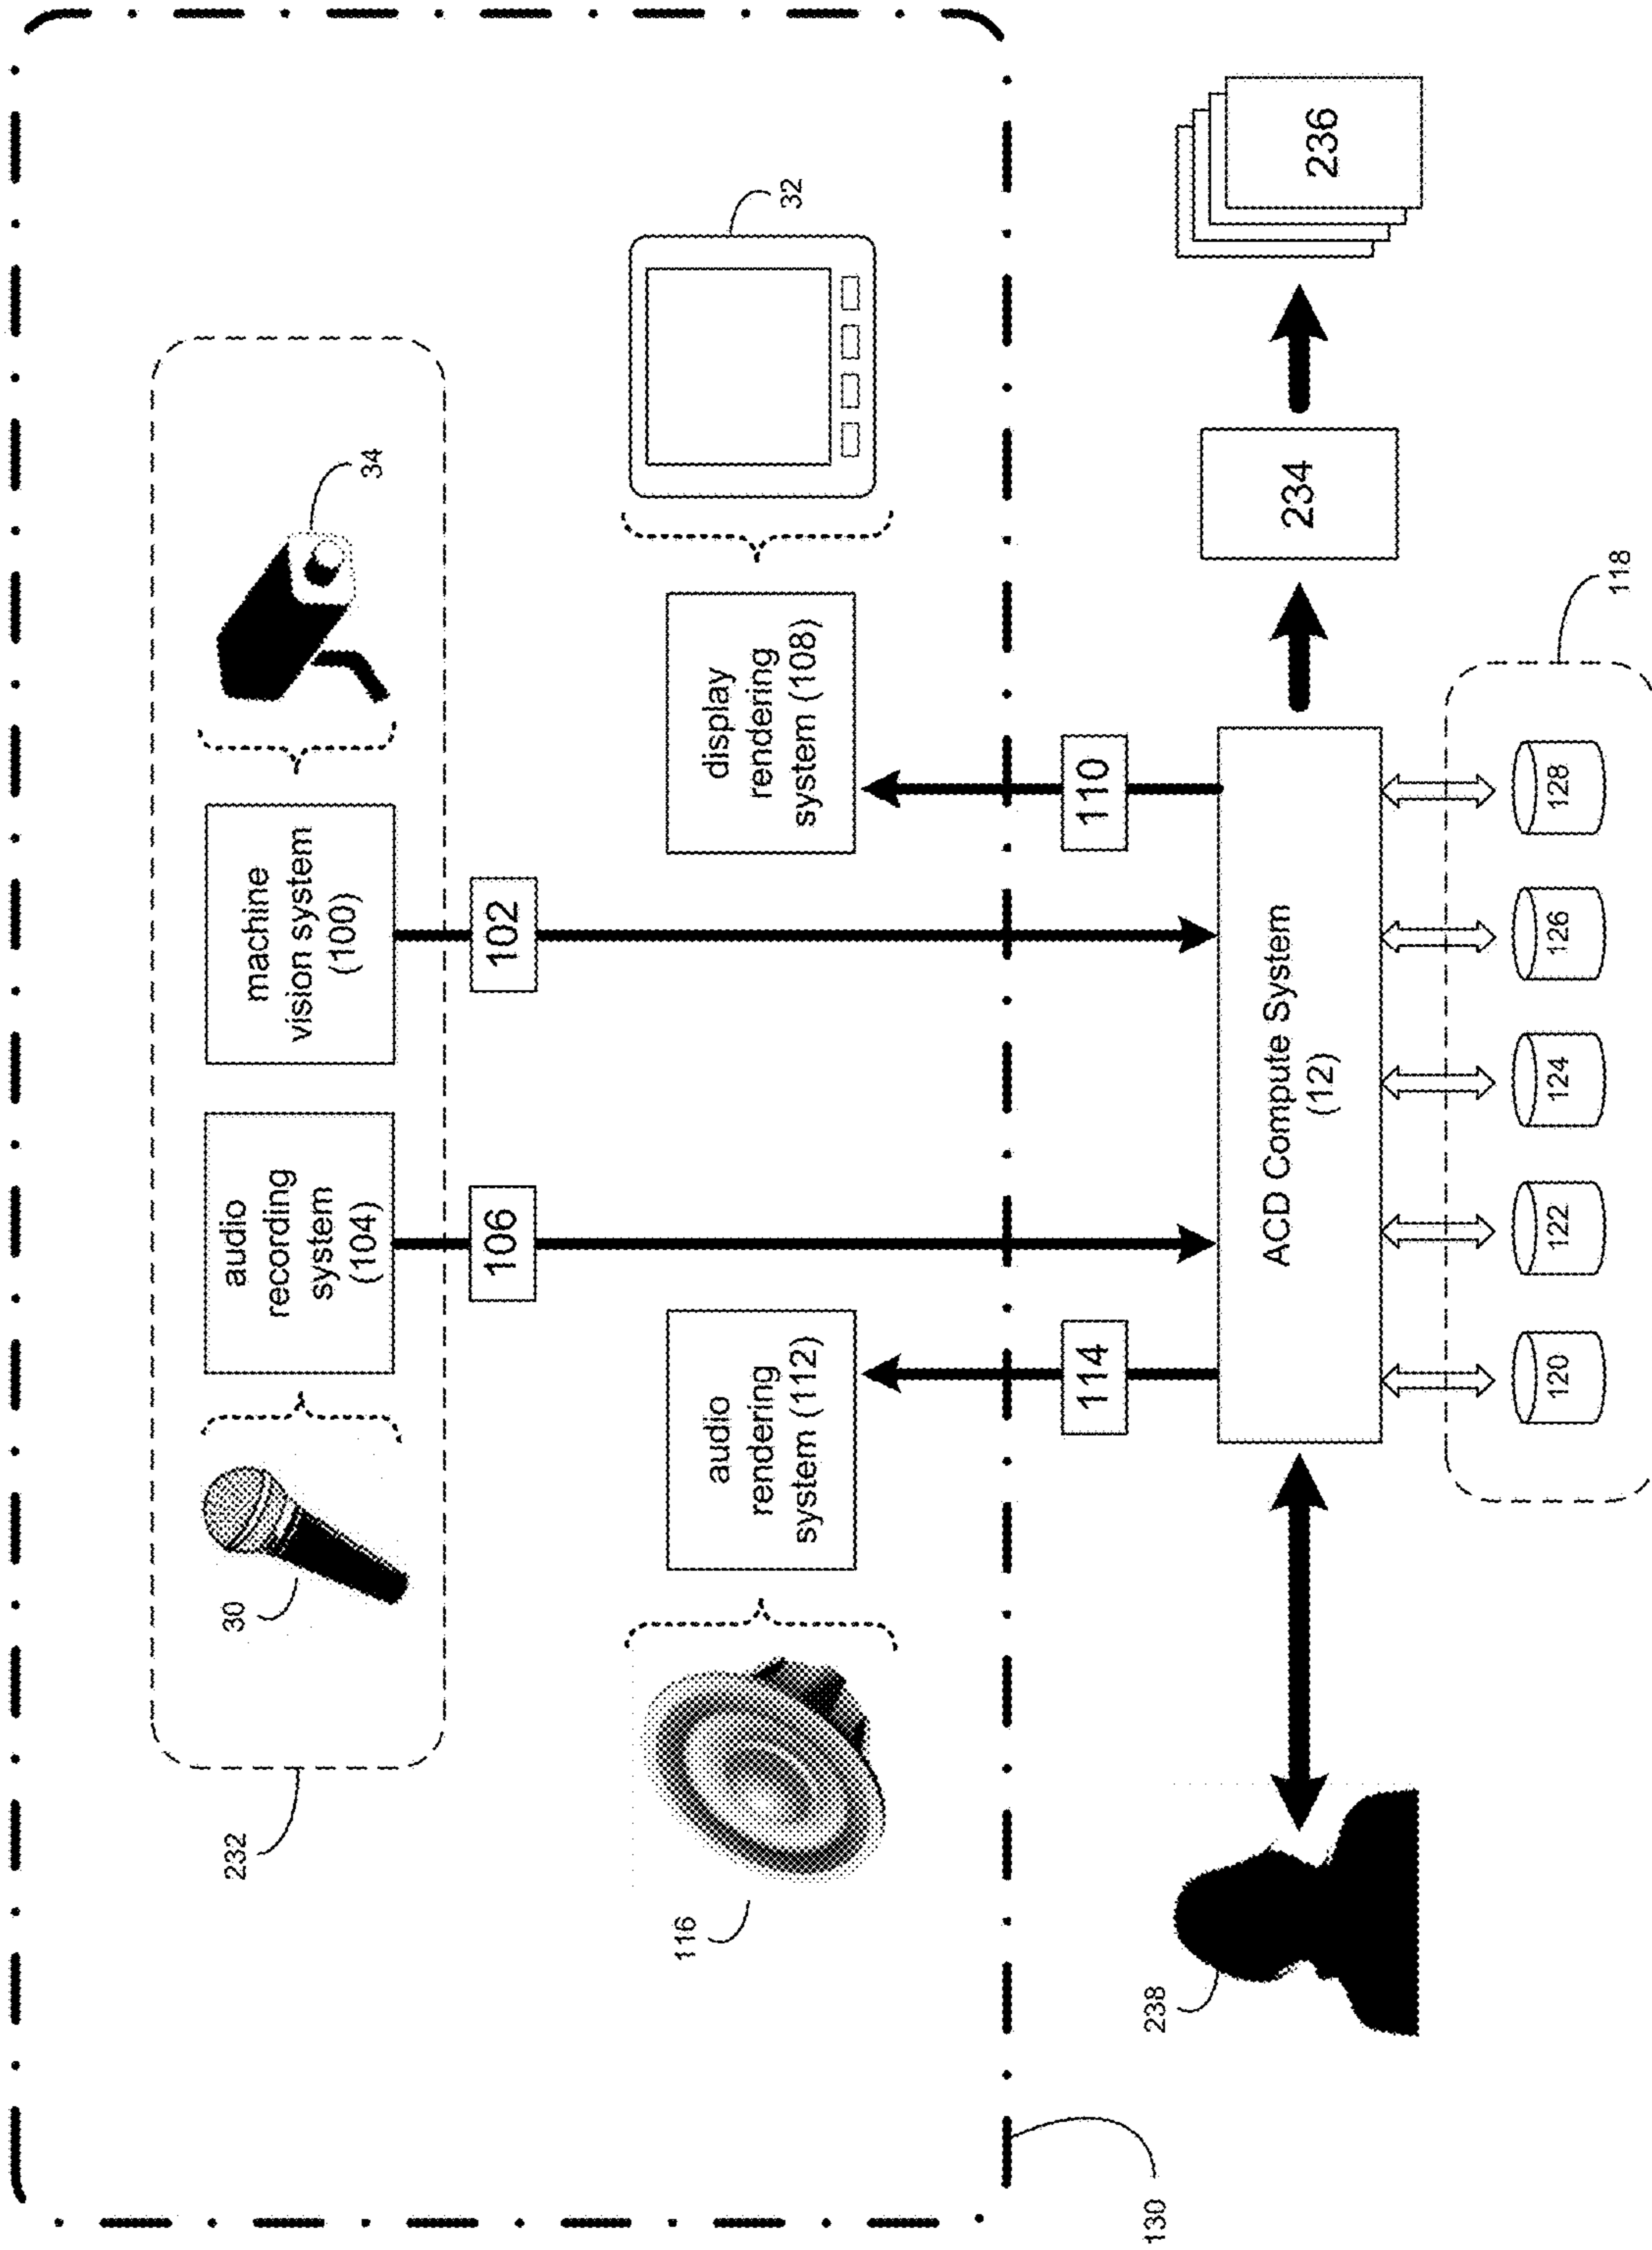 232
30
audio
recording
system
(104)
machine
vision system
(100)
34
106
102
116
audio
rendering
system (112)
display
rendering
system (108)
32
114
110
130
238
ACD Compute System
(12)
234
236
120
122
124
126
128
118